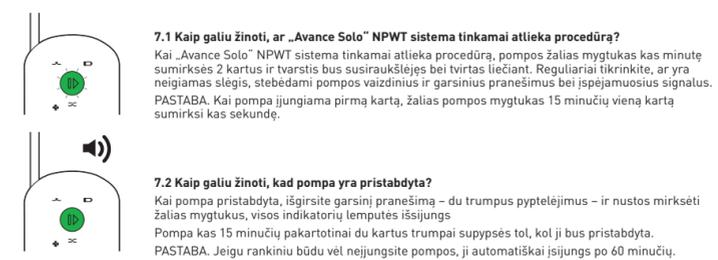 7.1 Kaip galiu žinoti, ar „Avance Solo“ NPWT sistema tinkamai atlieka procedūrą?
Kai „Avance Solo“ NPWT sistema tinkamai atlieka procedūrą, pompos žalias mygtukas kas minutę
sumirksės 2 kartus ir tvarstis bus susiraukšlėjęs bei tvirtas liečiant. Reguliariai tikrinkite, ar yra
neigiamas slėgis, stebėdami pompos vaizdinius ir garsinius pranešimus bei įspėjamuosius signalus.
PASTABA. Kai pompa įjungiama pirmą kartą, žalias pompos mygtukas 15 minučių vieną kartą
sumirksi kas sekundę.
7.2 Kaip galiu žinoti, kad pompa yra pristabdyta?
Kai pompa pristabdyta, išgirsite garsinį pranešimą – du trumpus pyptelėjimus – ir nustos mirksėti
žalias mygtukus, visos indikatorių lemputės išsijungs
Pompa kas 15 minučių pakartotinai du kartus trumpai supypsės tol, kol ji bus pristabdyta.
PASTABA. Jeigu rankiniu būdu vėl neįjungsite pompos, ji automatiškai įsijungs po 60 minučių.